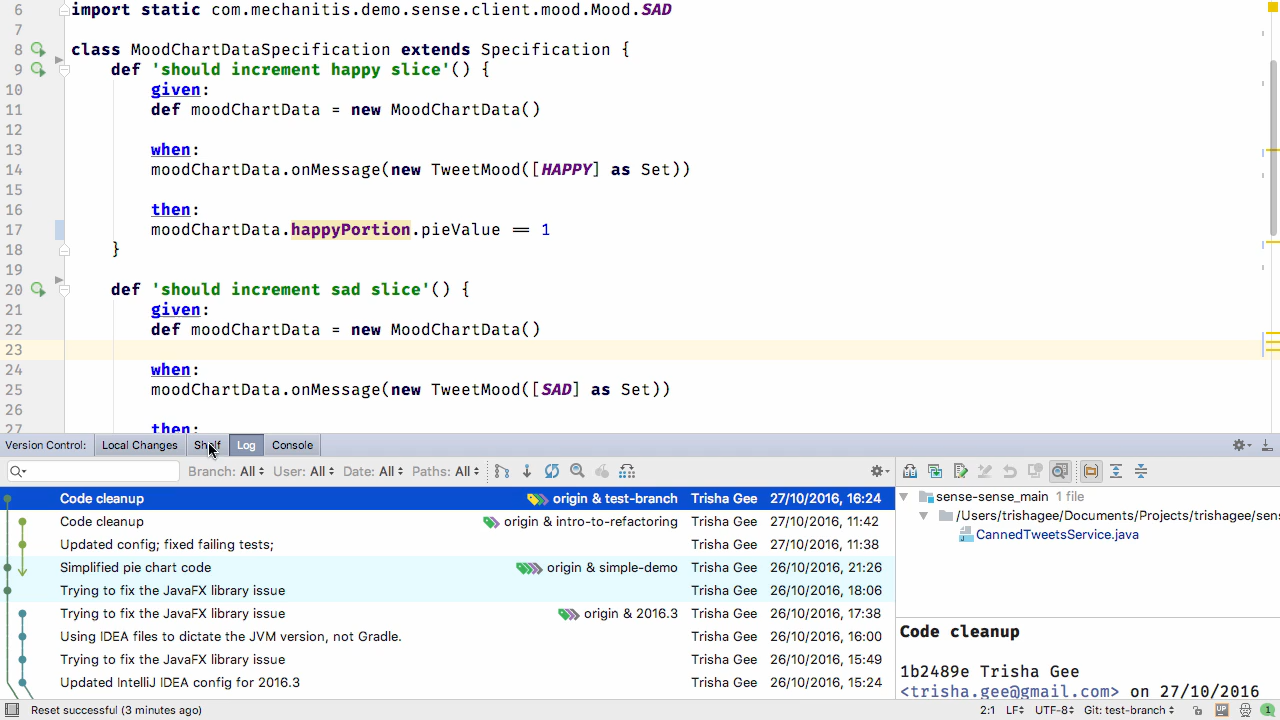 6 import static com.mechanitis.demo.sense.client.mood.Mood.SAD
7
8 class MoodChartDataSpecification extends Specification {
9 def 'should increment happy slice'() {
10 given:
11 def moodChartData = new MoodChartData()
12
13 when:
14 moodChartData.onMessage(new TweetMood([HAPPY] as Set))
15
16 then:
17 moodChartData.happyPortion.pieValue == 1
18 }
19
20 def 'should increment sad slice'() {
21 given:
22 def moodChartData = new MoodChartData()
23
24 when:
25 moodChartData.onMessage(new TweetMood([SAD] as Set))
26
27 then:
Version Control: Local Changes Shelf Log Console
Branch: All User: All Date: All Paths: All
Code cleanup origin & test-branch Trisha Gee 27/10/2016, 16:24
Code cleanup origin & intro-to-refactoring Trisha Gee 27/10/2016, 11:42
Updated config; fixed failing tests; Trisha Gee 27/10/2016, 11:38
Simplified pie chart code origin & simple-demo Trisha Gee 26/10/2016, 21:26
Trying to fix the JavaFX library issue Trisha Gee 26/10/2016, 18:06
Trying to fix the JavaFX library issue origin & 2016.3 Trisha Gee 26/10/2016, 17:38
Using IDEA files to dictate the JVM version, not Gradle. Trisha Gee 26/10/2016, 16:00
Trying to fix the JavaFX library issue Trisha Gee 26/10/2016, 15:49
Updated IntelliJ IDEA config for 2016.3 Trisha Gee 26/10/2016, 15:24
sense-sense_main 1 file
/Users/trishagee/Documents/Projects/trishagee/sens
CannedTweetsService.java
Code cleanup
1b2489e Trisha Gee
<trisha.gee@gmail.com> on 27/10/2016
Reset successful (3 minutes ago) 2:1 LF UTF-8 Git: test-branch UP 1